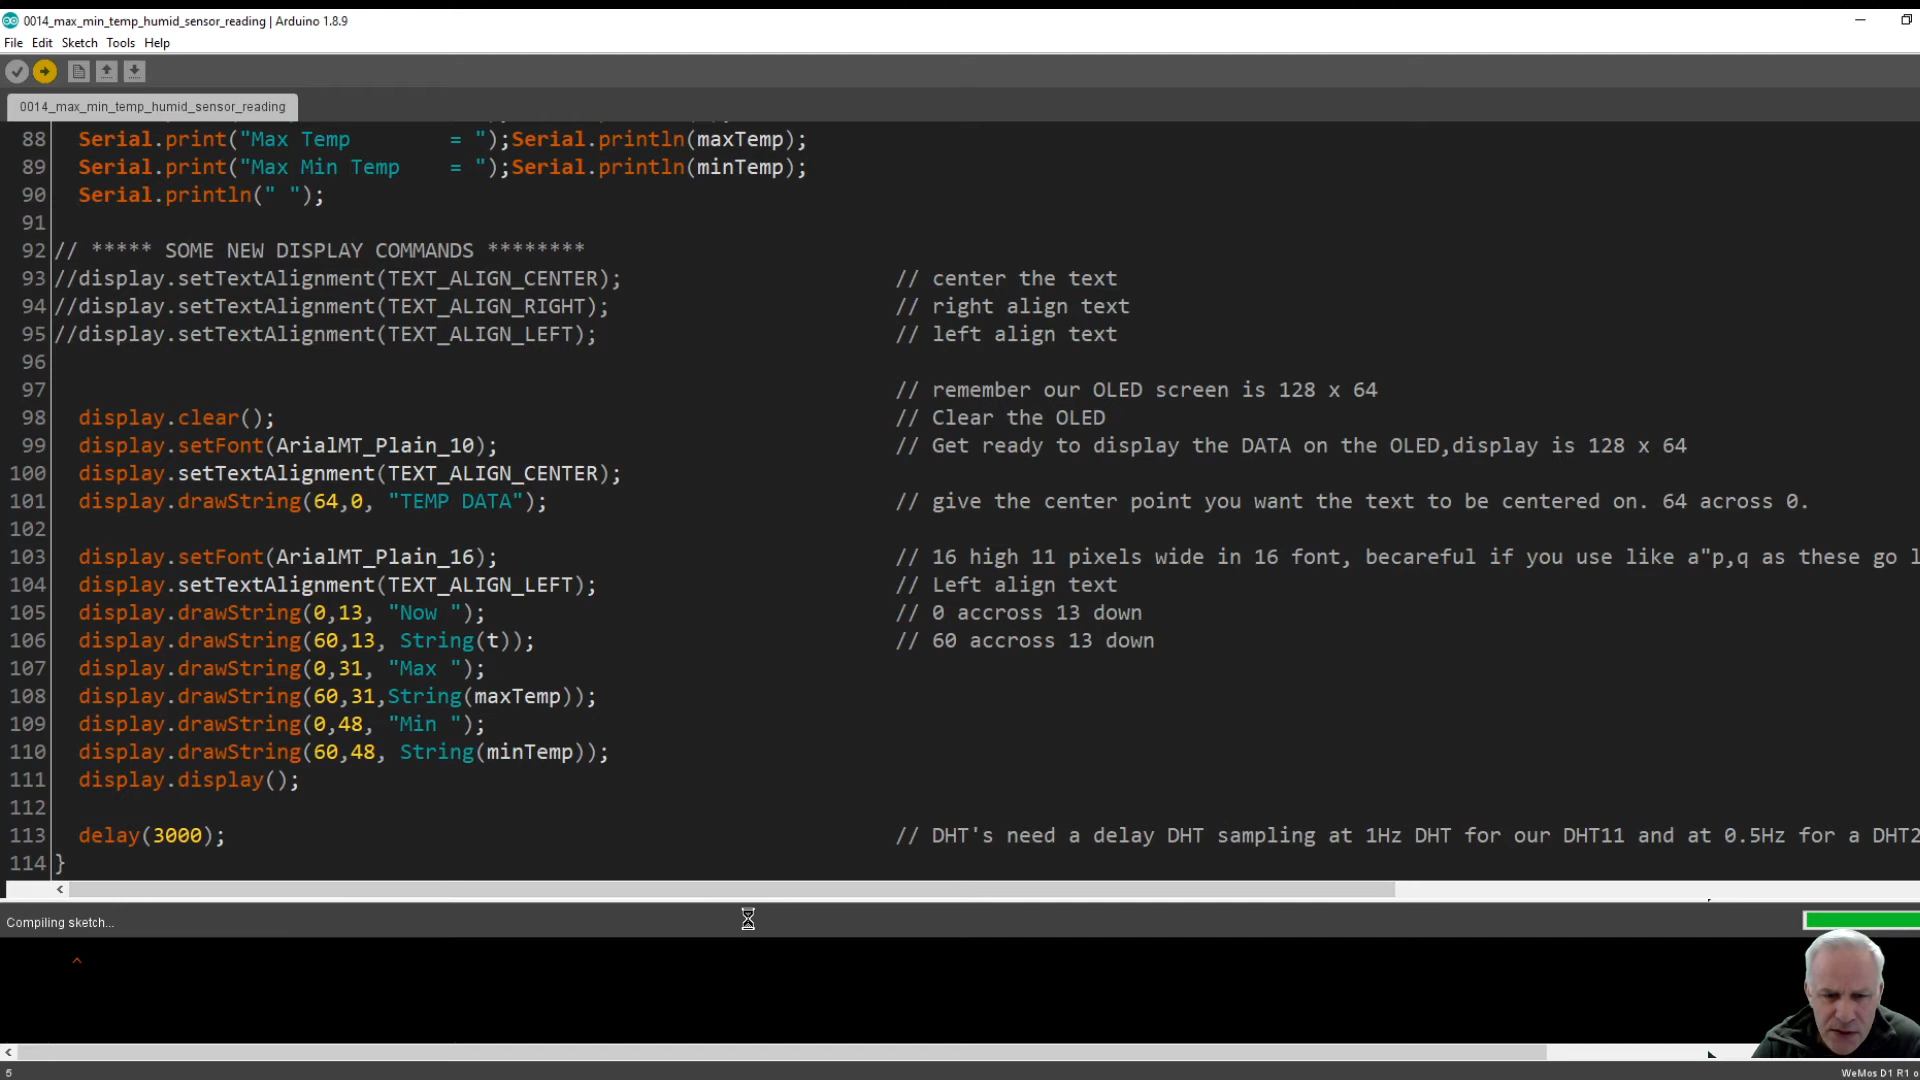 0014_max_min_temp_humid_sensor_reading | Arduino 1.8.9
File Edit Sketch Tools Help
0014_max_min_temp_humid_sensor_reading
88 Serial.print("Max Temp        = ");Serial.println(maxTemp);
89 Serial.print("Max Min Temp    = ");Serial.println(minTemp);
90 Serial.println(" ");
91
92 // ***** SOME NEW DISPLAY COMMANDS ********
93 //display.setTextAlignment(TEXT_ALIGN_CENTER); // center the text
94 //display.setTextAlignment(TEXT_ALIGN_RIGHT); // right align text
95 //display.setTextAlignment(TEXT_ALIGN_LEFT); // left align text
96
97 // remember our OLED screen is 128 x 64
98 display.clear(); // Clear the OLED
99 display.setFont(ArialMT_Plain_10); // Get ready to display the DATA on the OLED,display is 128 x 64
100 display.setTextAlignment(TEXT_ALIGN_CENTER);
101 display.drawString(64,0, "TEMP DATA"); // give the center point you want the text to be centered on. 64 across 0.
102
103 display.setFont(ArialMT_Plain_16); // 16 high 11 pixels wide in 16 font, becareful if you use like a"p,q as these go l
104 display.setTextAlignment(TEXT_ALIGN_LEFT); // Left align text
105 display.drawString(0,13, "Now "); // 0 accross 13 down
106 display.drawString(60,13, String(t)); // 60 accross 13 down
107 display.drawString(0,31, "Max ");
108 display.drawString(60,31,String(maxTemp));
109 display.drawString(0,48, "Min ");
110 display.drawString(60,48, String(minTemp));
111 display.display();
112
113 delay(3000); // DHT's need a delay DHT sampling at 1Hz DHT for our DHT11 and at 0.5Hz for a DHT2
114 }
Compiling sketch...
^
5
WeMos D1 R1 o